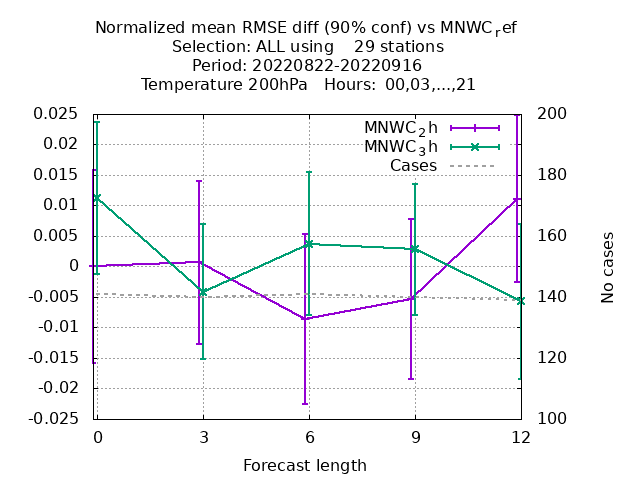 Normalized mean RMSE diff (90% conf) vs MNWCref
Selection: ALL using 29 stations
Period: 20220822-20220916
Temperature 200hPa Hours: 00,03,...,21
0.025
0.02
0.015
0.01
0.005
0
-0.005
-0.01
-0.015
-0.02
-0.025
200
180
160
140
120
100
MNWC2h
MNWC3h
Cases
No cases
0 3 6 9 12
Forecast length